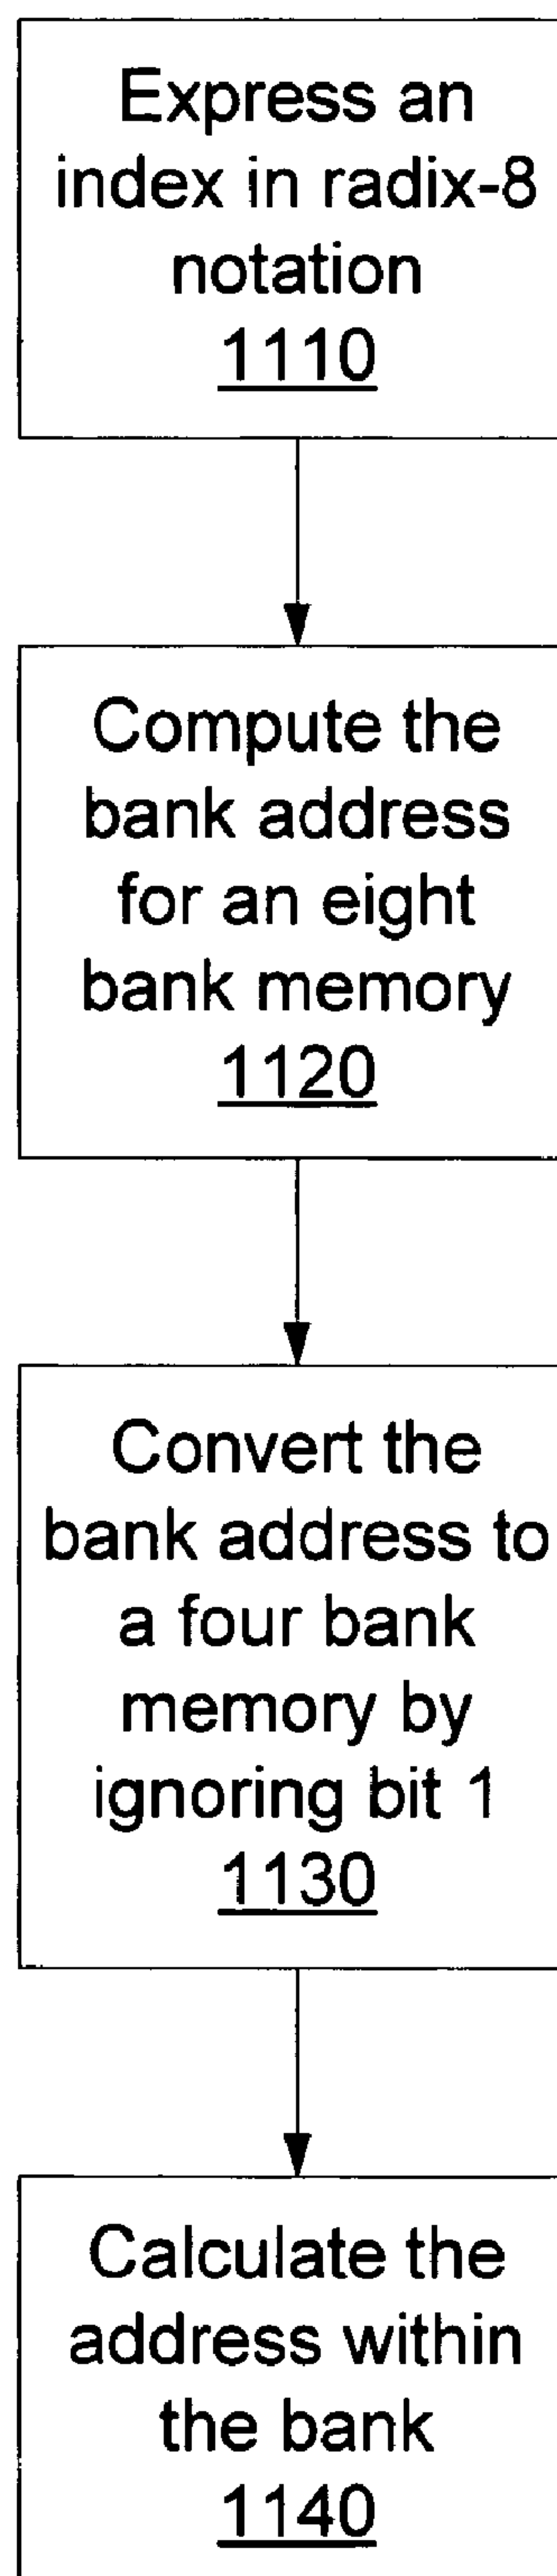 Express an
index in radix-8
notation
1110
Compute the
bank address
for an eight
bank memory
1120
Convert the
bank address to
a four bank
memory by
ignoring bit 1
1130
Calculate the
address within
the bank
1140